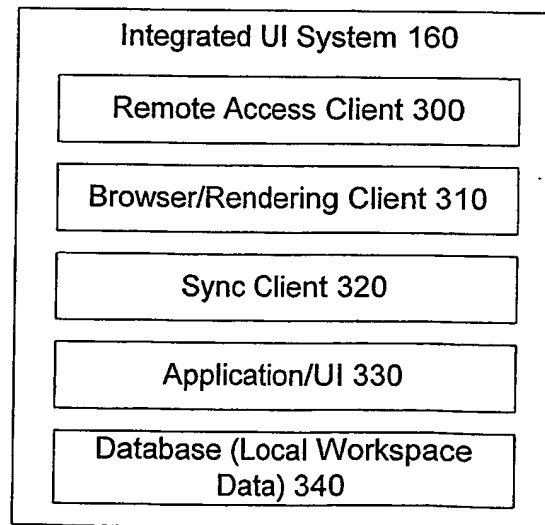 Integrated UI System 160
Remote Access Client 300
Browser/Rendering Client 310
Sync Client 320
Application/UI 330
Database (Local Workspace
Data) 340